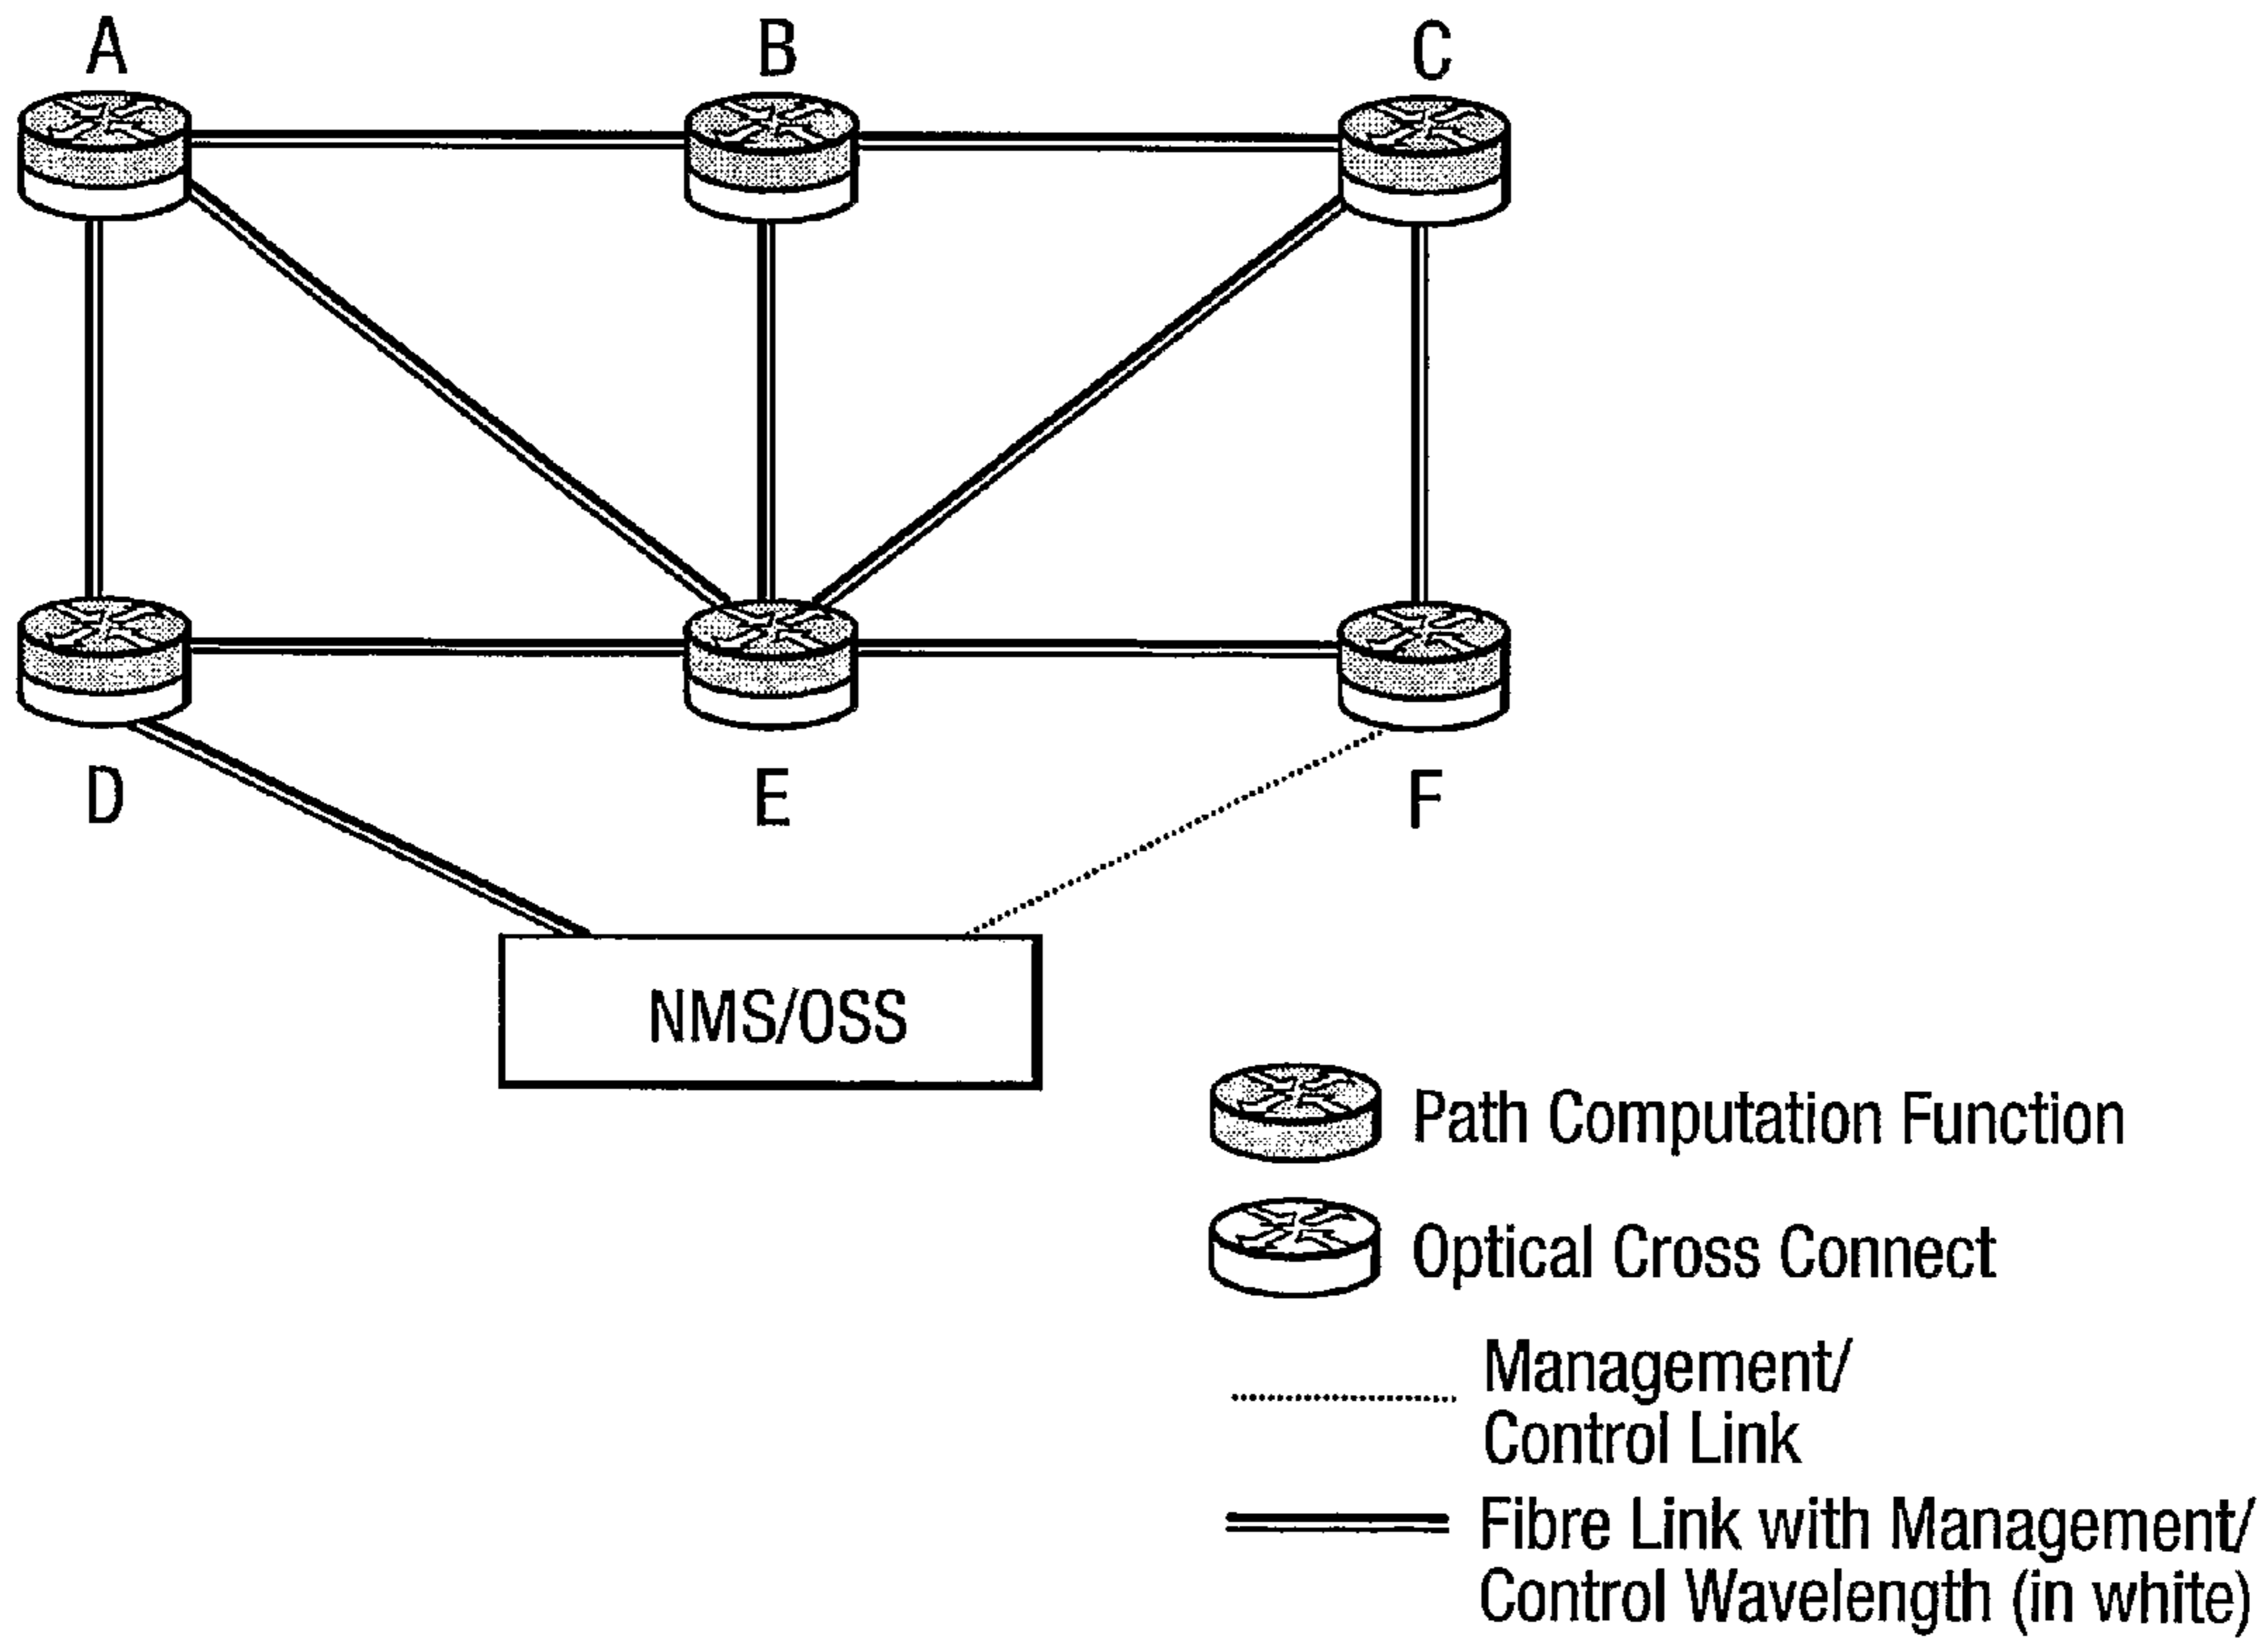 A
B
C
D
E
F
NMS/OSS
Path Computation Function
Optical Cross Connect
Management/
Control Link
Fibre Link with Management/
Control Wavelength (in white)